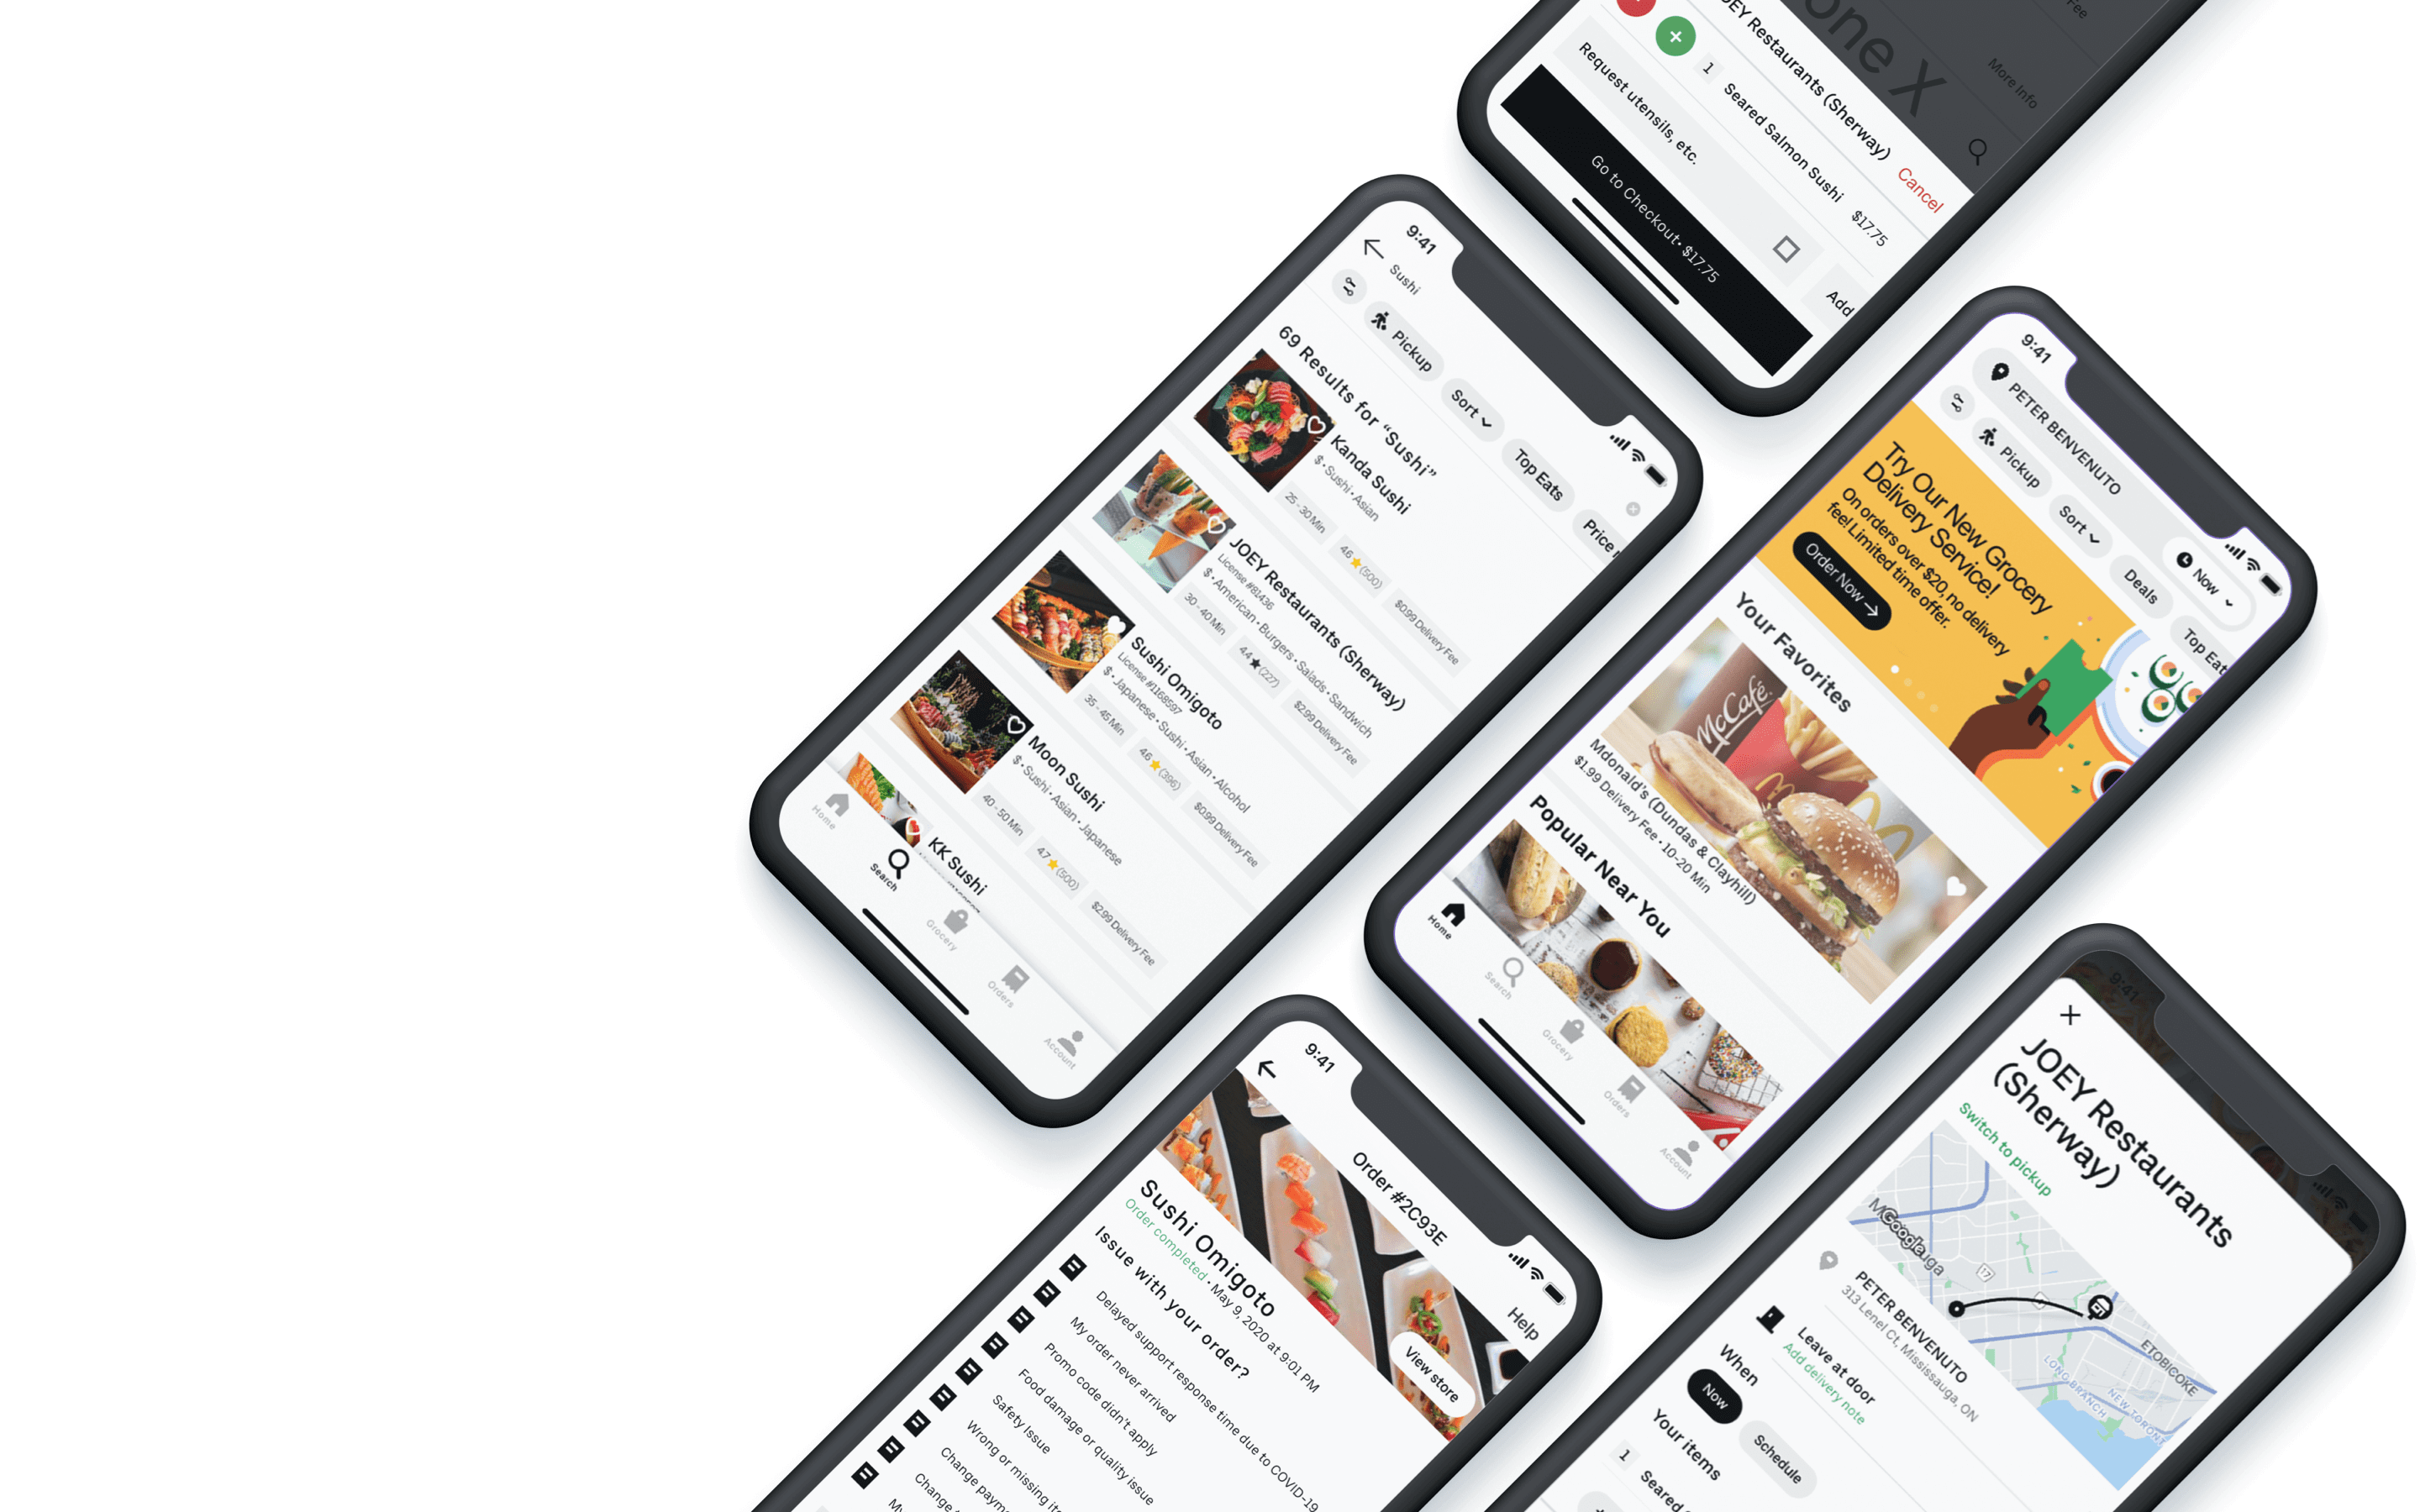 one X
Fee
More Info
JOEY Restaurants (Sherway)
Cancel
1 Seared Salmon Sushi $17.75
Request utensils, etc.
Add
Go to Checkout • $17.75
9:41
Sushi
Pickup
Sort
Top Eats
Price
69 Results for “Sushi”
Kanda Sushi
$ • Sushi • Asian
25 - 30 Min
4.6 (500)
$0.99 Delivery Fee
JOEY Restaurants (Sherway)
License #81436
$ • American • Burgers • Salads • Sandwich
30 - 40 Min
4.4 (227)
$2.99 Delivery Fee
Sushi Omigoto
License #1168597
$ • Japanese • Sushi • Asian • Alcohol
35 - 45 Min
4.6 (396)
$0.99 Delivery Fee
Moon Sushi
$ • Sushi • Asian • Japanese
40 - 50 Min
4.7 (500)
$2.99 Delivery Fee
KK Sushi
Home
Search
Grocery
Orders
Account
9:41
PETER BENVENUTO
Now
Pickup
Sort
Deals
Top Eat
Try Our New Grocery
Delivery Service!
On orders over $20, no delivery
fee! Limited time offer.
Order Now →
Your Favorites
McCafé
Mdonald's (Dundas & Clayhill)
$1.99 Delivery Fee • 10-20 Min
Popular Near You
Home
Search
Grocery
Orders
Account
9:41
Order #2C93E
Help
View store
Sushi Omigoto
Order completed • May 9, 2020 at 9:01 PM
Issue with your order?
Delayed support response time due to COVID-19
My order never arrived
Promo code didn't apply
Food damage or quality issue
Safety Issue
Wrong or missing it
Change paym
Change
My
9:41
JOEY Restaurants
(Sherway)
Switch to pickup
Google
17
ETOBICOKE
LONG BRANCH
NEW TORONT
PETER BENVENUTO
313 Lenel Ct, Mississauga, ON
Leave at door
Add delivery note
When
Now
Schedule
Your items
1 Seared